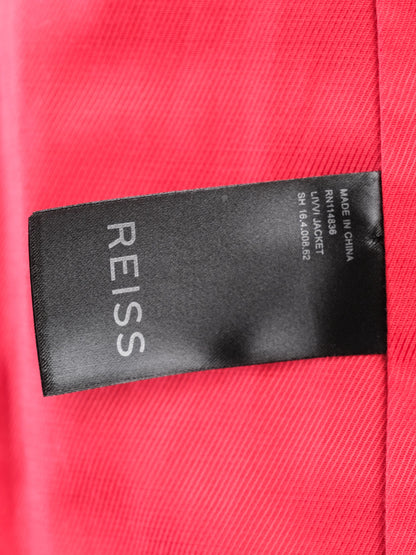 REISS
MADE IN CHINA
RN114836
LIVVI JACKET
SH 16.4.008.62